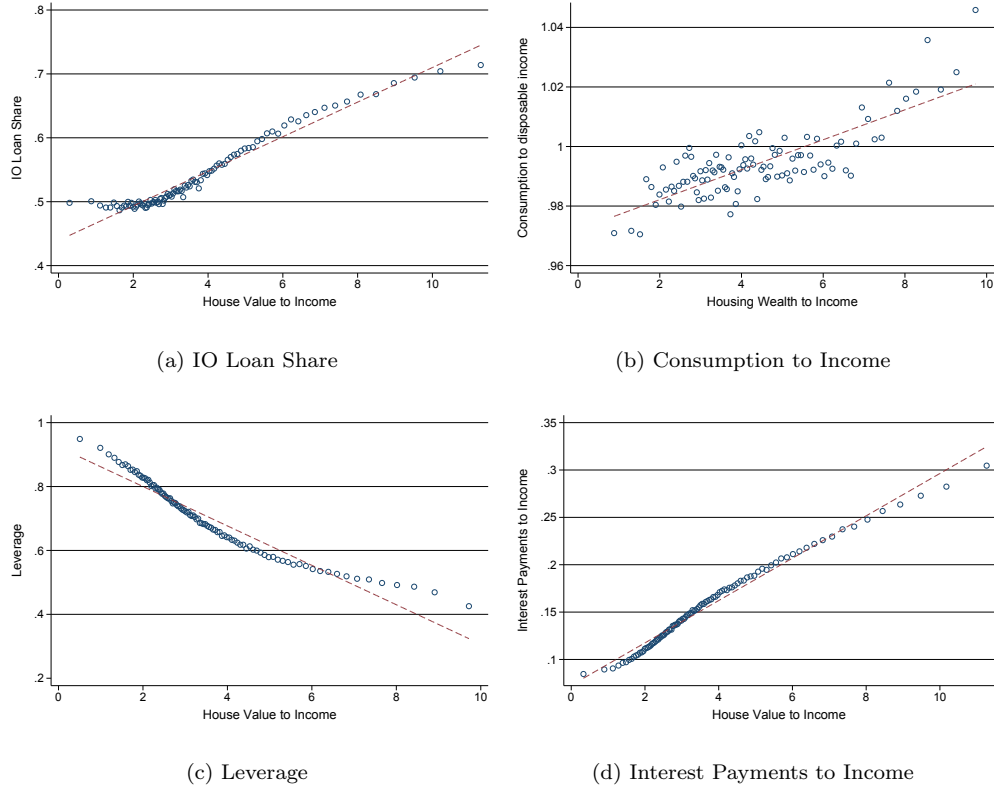 .8
.7
.6
.5
.4
IO Loan Share
0 2 4 6 8 10
House Value to Income
(a) IO Loan Share
1.04
1.02
1
.98
.96
Consumption to disposable income
0 2 4 6 8 10
Housing Wealth to Income
(b) Consumption to Income
1
.8
.6
.4
.2
Leverage
0 2 4 6 8 10
House Value to Income
(c) Leverage
.35
.3
.25
.2
.15
.1
Interest Payments to Income
0 2 4 6 8 10
House Value to Income
(d) Interest Payments to Income